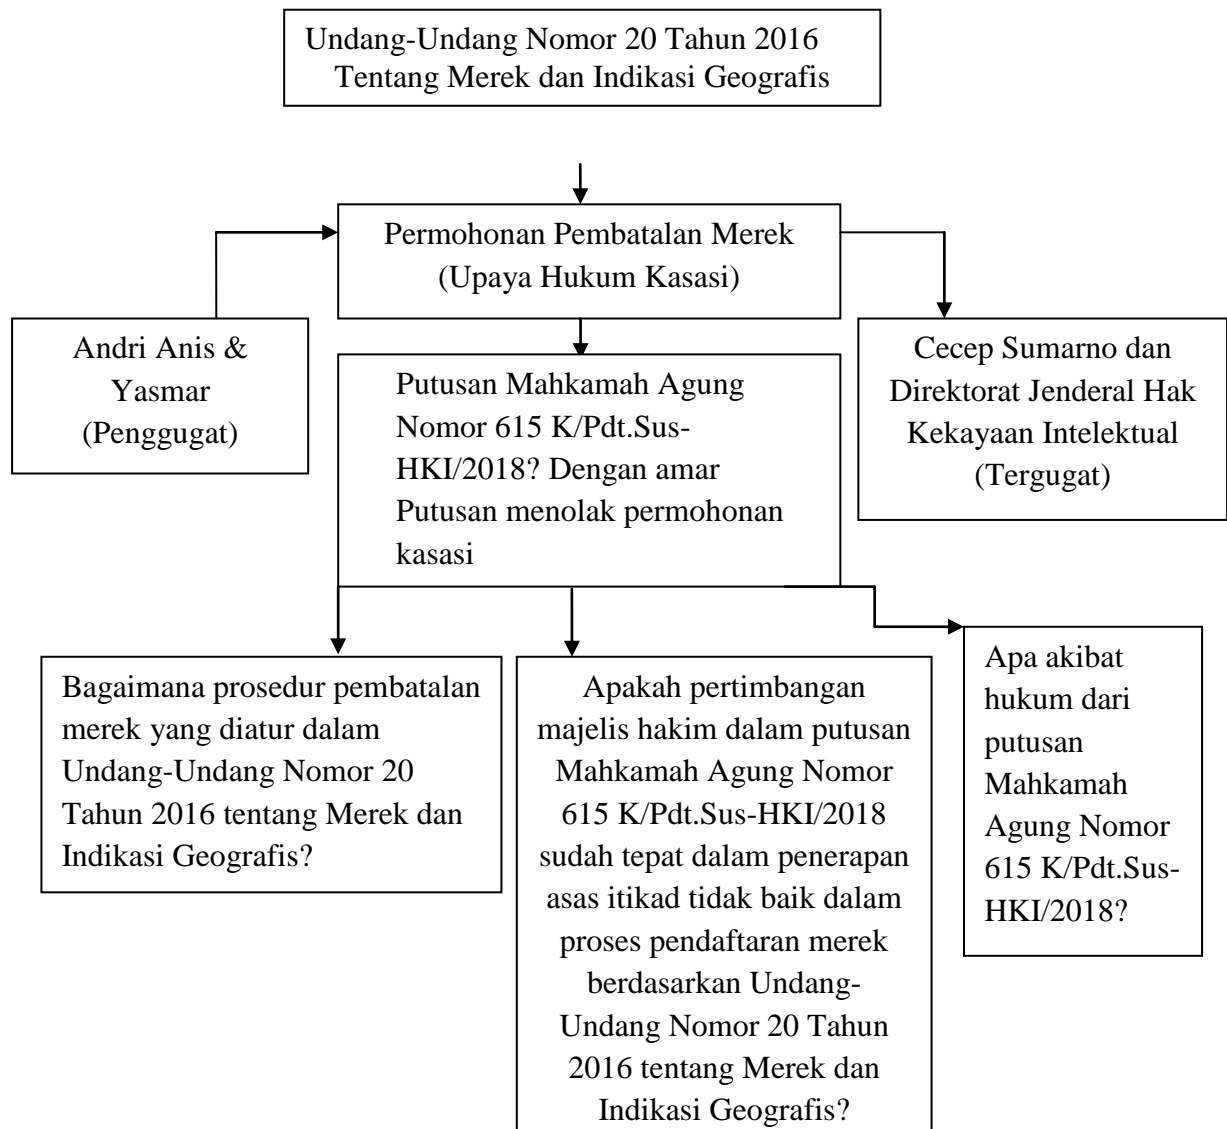 Undang-Undang Nomor 20 Tahun 2016
Tentang Merek dan Indikasi Geografis
Permohonan Pembatalan Merek
(Upaya Hukum Kasasi)
Andri Anis &
Yasmar
(Penggugat)
Cecep Sumarno dan
Direktorat Jenderal Hak
Kekayaan Intelektual
(Tergugat)
Putusan Mahkamah Agung
Nomor 615 K/Pdt.Sus-
HKI/2018? Dengan amar
Putusan menolak permohonan
kasasi
Bagaimana prosedur pembatalan
merek yang diatur dalam
Undang-Undang Nomor 20
Tahun 2016 tentang Merek dan
Indikasi Geografis?
Apakah pertimbangan
majelis hakim dalam putusan
Mahkamah Agung Nomor
615 K/Pdt.Sus-HKI/2018
sudah tepat dalam penerapan
asas itikad tidak baik dalam
proses pendaftaran merek
berdasarkan Undang-
Undang Nomor 20 Tahun
2016 tentang Merek dan
Indikasi Geografis?
Apa akibat
hukum dari
putusan
Mahkamah
Agung Nomor
615 K/Pdt.Sus-
HKI/2018?